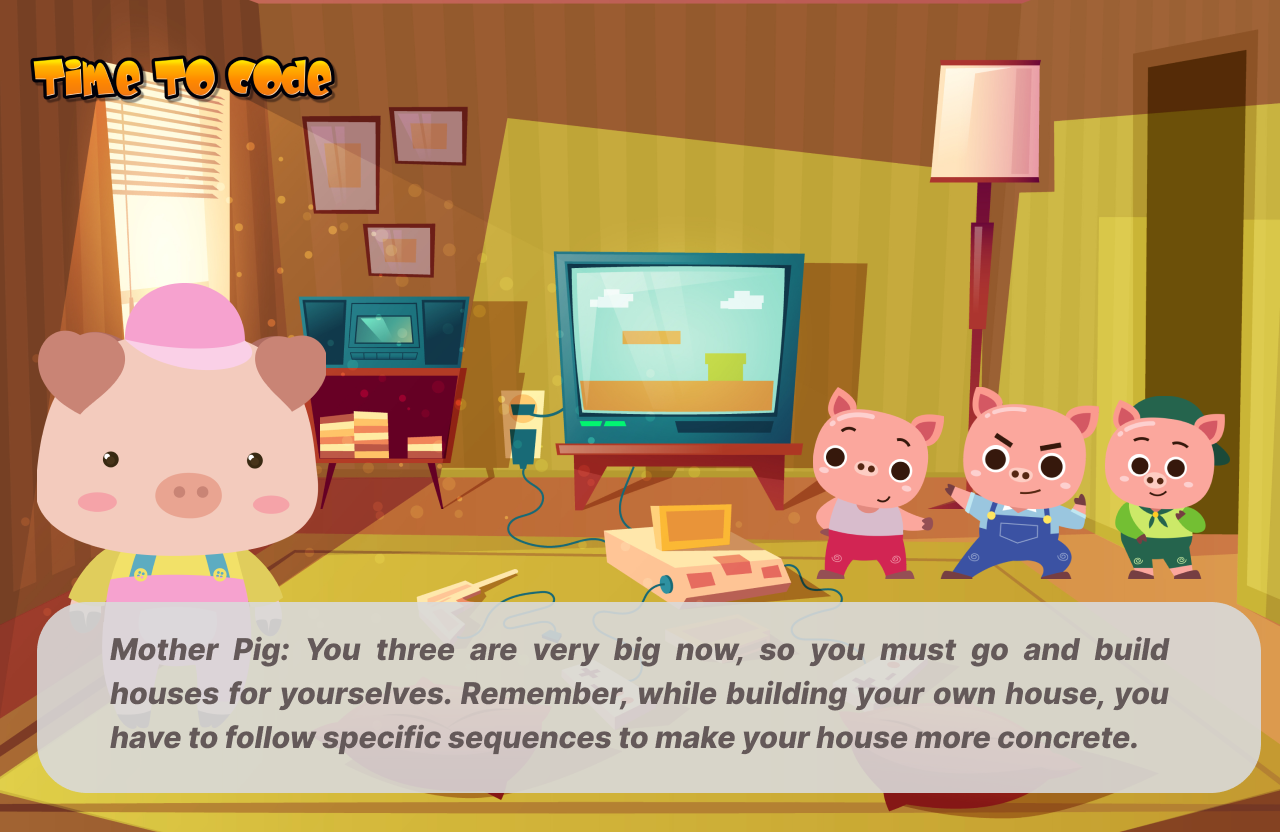 Time To Code
Mother Pig: You three are very big now, so you must go and build
houses for yourselves. Remember, while building your own house, you
have to follow specific sequences to make your house more concrete.